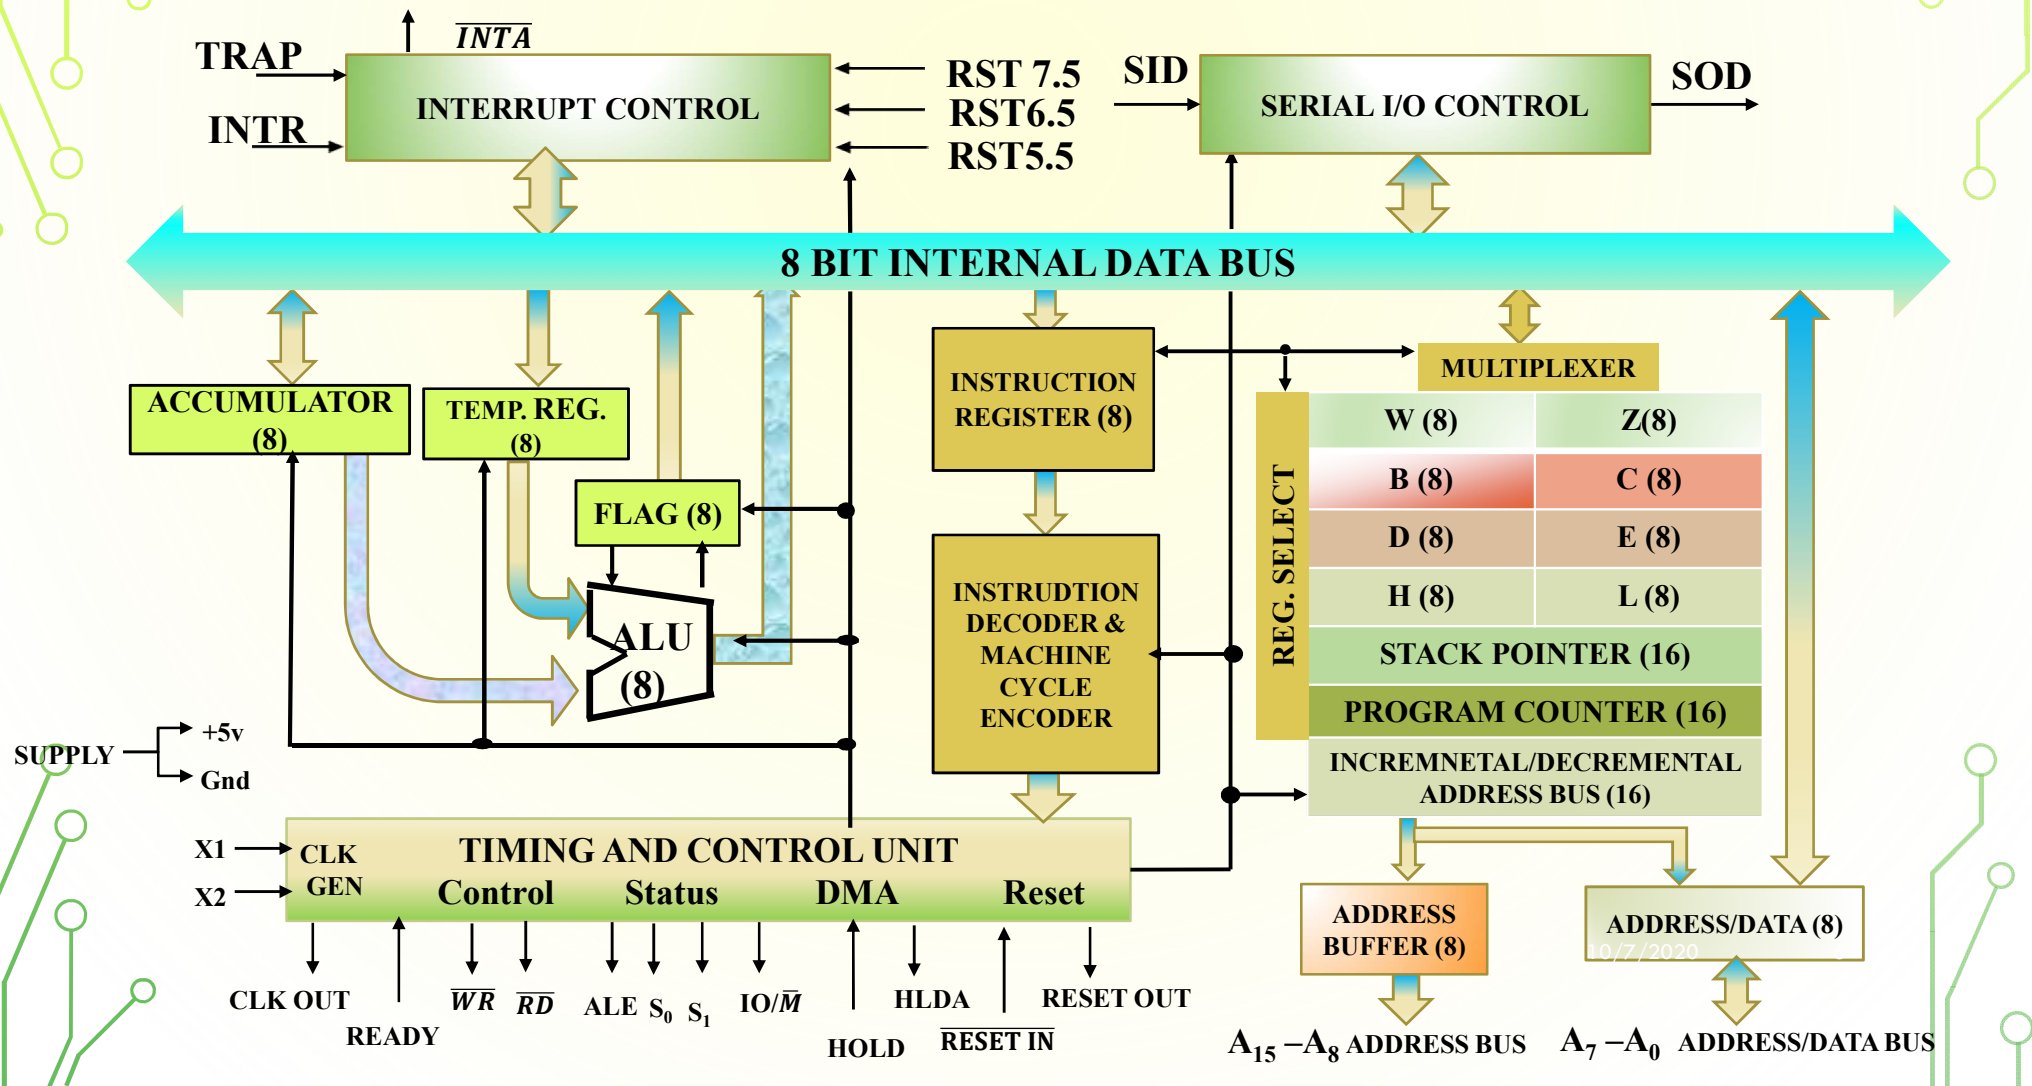 INTA
TRAP
INTR
INTERRUPT CONTROL
RST 7.5
RST6.5
RST5.5
SID
SERIAL I/O CONTROL
SOD
8 BIT INTERNAL DATA BUS
ACCUMULATOR
(8)
TEMP. REG.
(8)
FLAG (8)
ALU
(8)
INSTRUCTION
REGISTER (8)
INSTRUDTION
DECODER &
MACHINE
CYCLE
ENCODER
MULTIPLEXER
REG. SELECT
W (8) Z(8)
B (8) C (8)
D (8) E (8)
H (8) L (8)
STACK POINTER (16)
PROGRAM COUNTER (16)
INCREMNETAL/DECREMENTAL
ADDRESS BUS (16)
SUPPLY
+5v
Gnd
X1
X2
CLK
GEN
TIMING AND CONTROL UNIT
Control Status DMA Reset
CLK OUT
READY
WR
RD
ALE
S0
S1
IO/M
HOLD
HLDA
RESET IN
RESET OUT
ADDRESS
BUFFER (8)
ADDRESS/DATA (8)
10/7/2020
A15 –A8 ADDRESS BUS
A7 –A0 ADDRESS/DATA BUS